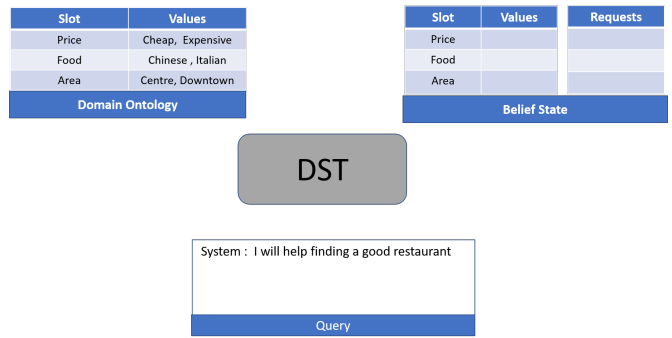 Slot Values
Price Cheap, Expensive
Food Chinese , Italian
Area Centre, Downtown
Domain Ontology
Slot Values Requests
Price
Food
Area
Belief State
DST
System : I will help finding a good restaurant
Query